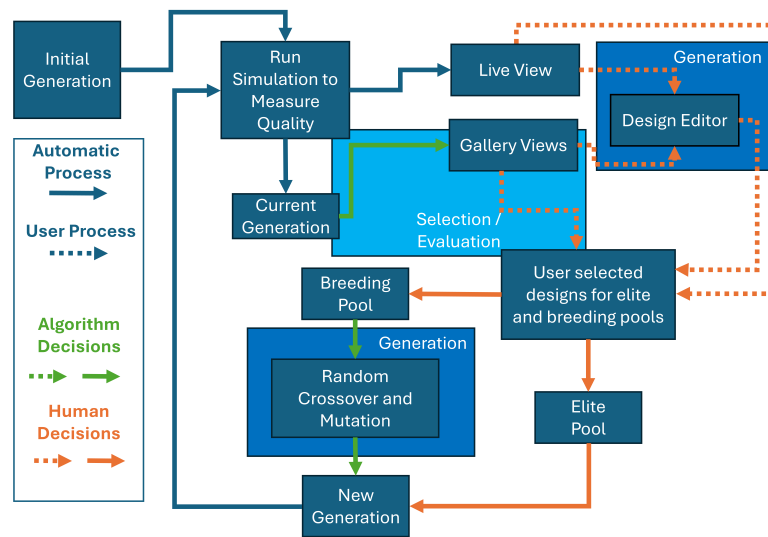 Initial
Generation
Run
Simulation to
Measure
Quality
Live View
Generation
Design Editor
Automatic
Process
User Process
Algorithm
Decisions
Human
Decisions
Gallery Views
Current
Generation
Selection /
Evaluation
User selected
designs for elite
and breeding pools
Breeding
Pool
Generation
Random
Crossover and
Mutation
Elite
Pool
New
Generation